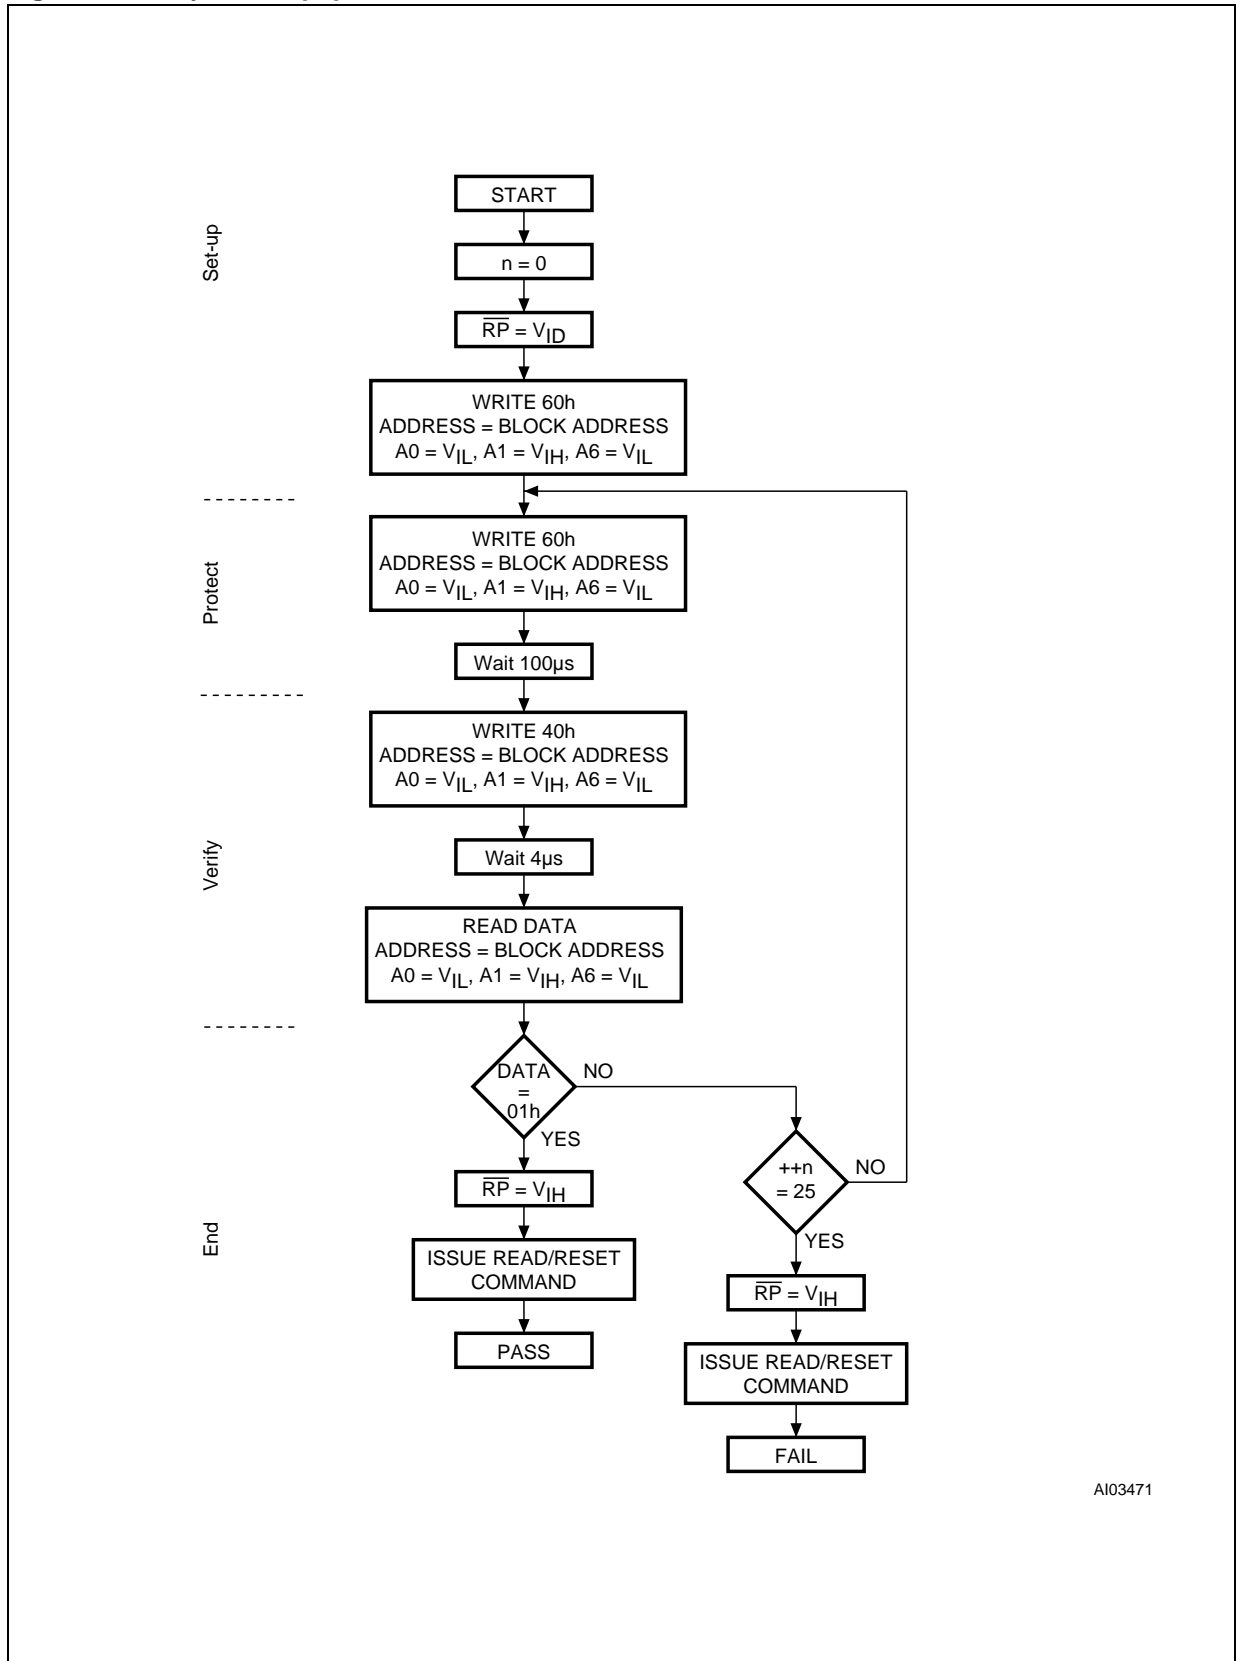 START
Set-up
n = 0
R̅P̅ = VID
WRITE 60h
ADDRESS = BLOCK ADDRESS
A0 = VIL, A1 = VIH, A6 = VIL
--------
Protect
WRITE 60h
ADDRESS = BLOCK ADDRESS
A0 = VIL, A1 = VIH, A6 = VIL
Wait 100µs
---------
Verify
WRITE 40h
ADDRESS = BLOCK ADDRESS
A0 = VIL, A1 = VIH, A6 = VIL
Wait 4µs
READ DATA
ADDRESS = BLOCK ADDRESS
A0 = VIL, A1 = VIH, A6 = VIL
--------
End
DATA
=
01h
NO
YES
++n
= 25
NO
YES
R̅P̅ = VIH
ISSUE READ/RESET
COMMAND
PASS
R̅P̅ = VIH
ISSUE READ/RESET
COMMAND
FAIL
AI03471